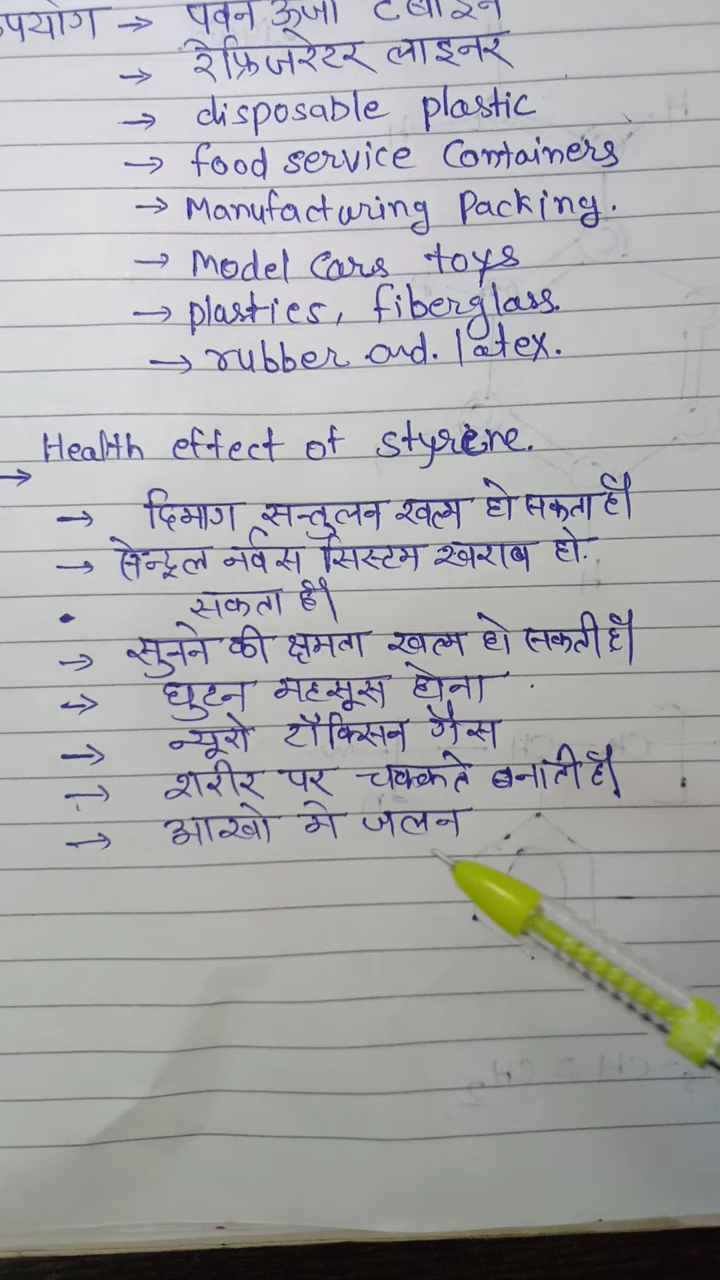 उपयोग → पवन ऊर्जा टर्बाइन
→ रेफ्रिजरेटर लाइनर
→ disposable plastic
→ food service Containers
→ Manufacturing Packing.
→ Model Cars toys
→ plastics, fiberglass.
→ rubber and. latex.
Health effect of styrene.
→
→ दिमाग सन्तुलन खत्म हो सकता है।
→ सेन्ट्रल नर्वस सिस्टम खराब हो.
• सकता है।
→ सुनने की क्षमता खत्म हो सकती है।
→ घुटन महसूस होना
→ न्यूरो टॉक्सिन गैस
→ शरीर पर चकत्ते बनाती है।
→ आखो मे जलन